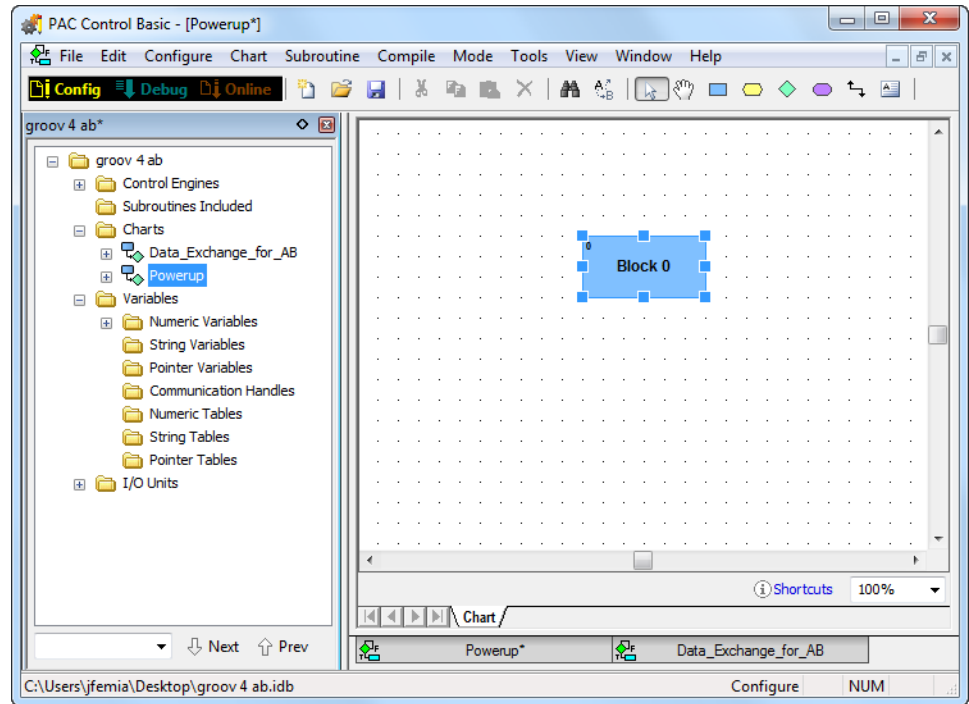 PAC Control Basic - [Powerup*]
File Edit Configure Chart Subroutine Compile Mode Tools View Window Help
Config Debug Online
groov 4 ab*
groov 4 ab
Control Engines
Subroutines Included
Charts
Data_Exchange_for_AB
Powerup
Variables
Numeric Variables
String Variables
Pointer Variables
Communication Handles
Numeric Tables
String Tables
Pointer Tables
I/O Units
0
Block 0
Shortcuts 100%
Chart
Next Prev
Powerup* Data_Exchange_for_AB
C:\Users\jfemia\Desktop\groov 4 ab.idb Configure NUM